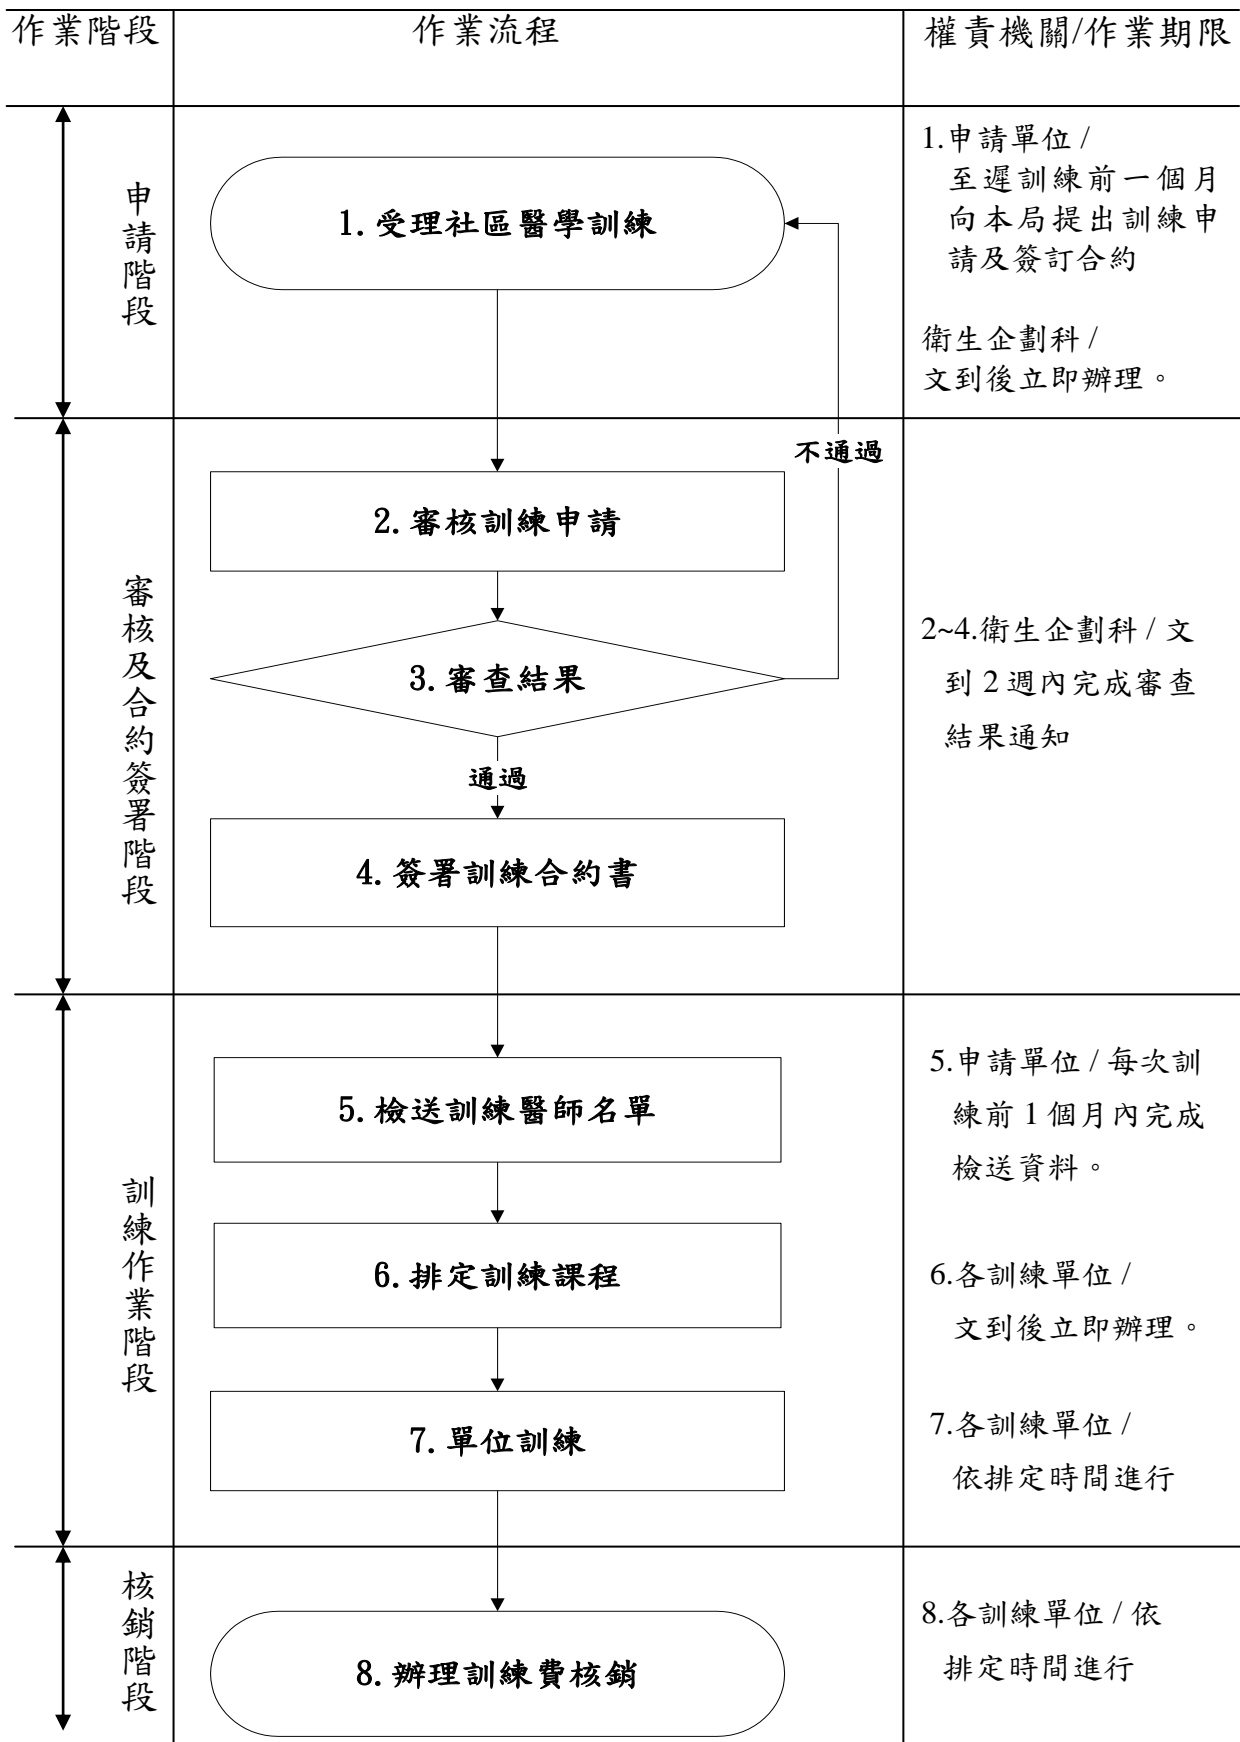 作業階段
作業流程
權責機關/作業期限
申請階段
1.受理社區醫學訓練
1.申請單位 /
至遲訓練前一個月
向本局提出訓練申
請及簽訂合約
衛生企劃科 /
文到後立即辦理。
審核及合約簽署階段
不通過
2.審核訓練申請
3.審查結果
通過
4.簽署訓練合約書
2~4.衛生企劃科 / 文
到 2 週內完成審查
結果通知
訓練作業階段
5.檢送訓練醫師名單
6.排定訓練課程
7.單位訓練
5.申請單位 / 每次訓
練前 1 個月內完成
檢送資料。
6.各訓練單位 /
文到後立即辦理。
7.各訓練單位 /
依排定時間進行
核銷階段
8.辦理訓練費核銷
8.各訓練單位 / 依
排定時間進行